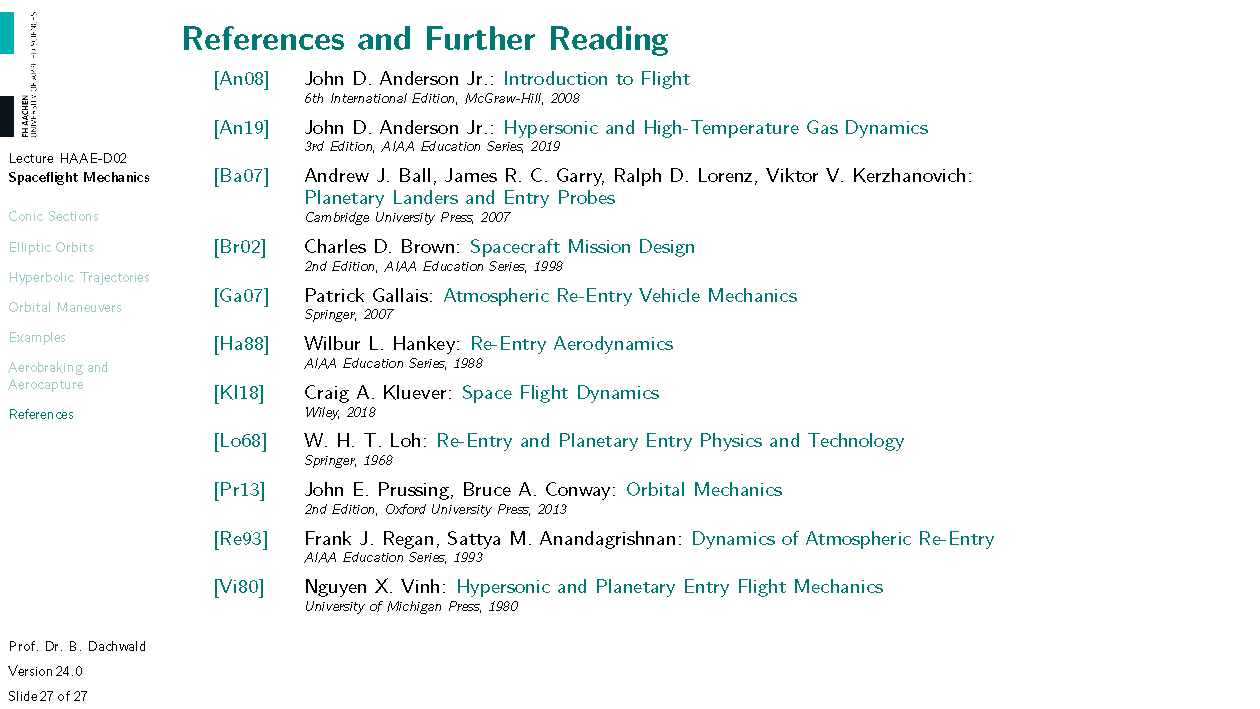 FH AACHEN
UNIVERSITY OF APPLIED SCIENCES
Lecture HAAE-D02
Spaceflight Mechanics
Conic Sections
Elliptic Orbits
Hyperbolic Trajectories
Orbital Maneuvers
Examples
Aerobraking and
Aerocapture
References
Prof. Dr. B. Dachwald
Version 24.0
Slide 27 of 27
References and Further Reading
[An08] John D. Anderson Jr.: Introduction to Flight
6th International Edition, McGraw-Hill, 2008
[An19] John D. Anderson Jr.: Hypersonic and High-Temperature Gas Dynamics
3rd Edition, AIAA Education Series, 2019
[Ba07] Andrew J. Ball, James R. C. Garry, Ralph D. Lorenz, Viktor V. Kerzhanovich:
Planetary Landers and Entry Probes
Cambridge University Press, 2007
[Br02] Charles D. Brown: Spacecraft Mission Design
2nd Edition, AIAA Education Series, 1998
[Ga07] Patrick Gallais: Atmospheric Re-Entry Vehicle Mechanics
Springer, 2007
[Ha88] Wilbur L. Hankey: Re-Entry Aerodynamics
AIAA Education Series, 1988
[Kl18] Craig A. Kluever: Space Flight Dynamics
Wiley, 2018
[Lo68] W. H. T. Loh: Re-Entry and Planetary Entry Physics and Technology
Springer, 1968
[Pr13] John E. Prussing, Bruce A. Conway: Orbital Mechanics
2nd Edition, Oxford University Press, 2013
[Re93] Frank J. Regan, Sattya M. Anandagrishnan: Dynamics of Atmospheric Re-Entry
AIAA Education Series, 1993
[Vi80] Nguyen X. Vinh: Hypersonic and Planetary Entry Flight Mechanics
University of Michigan Press, 1980